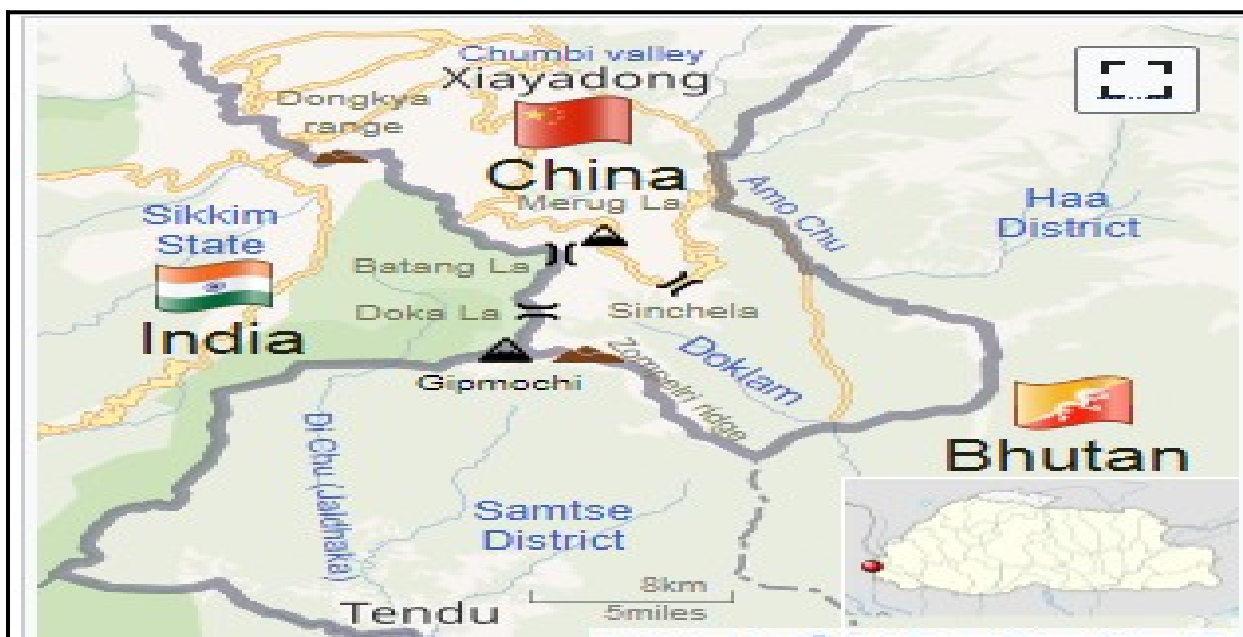 Chumbi valley
Xiayadong
Dongkya
range
China
Merug La
Amo Chu
Haa
District
Sikkim
State
India
Batang La
Doka La
Sinchela
Gipmochi
Zompelri ridge
Doklam
Bhutan
Di Chu (Jaldhaka)
Samtse
District
8km
5miles
Tendu